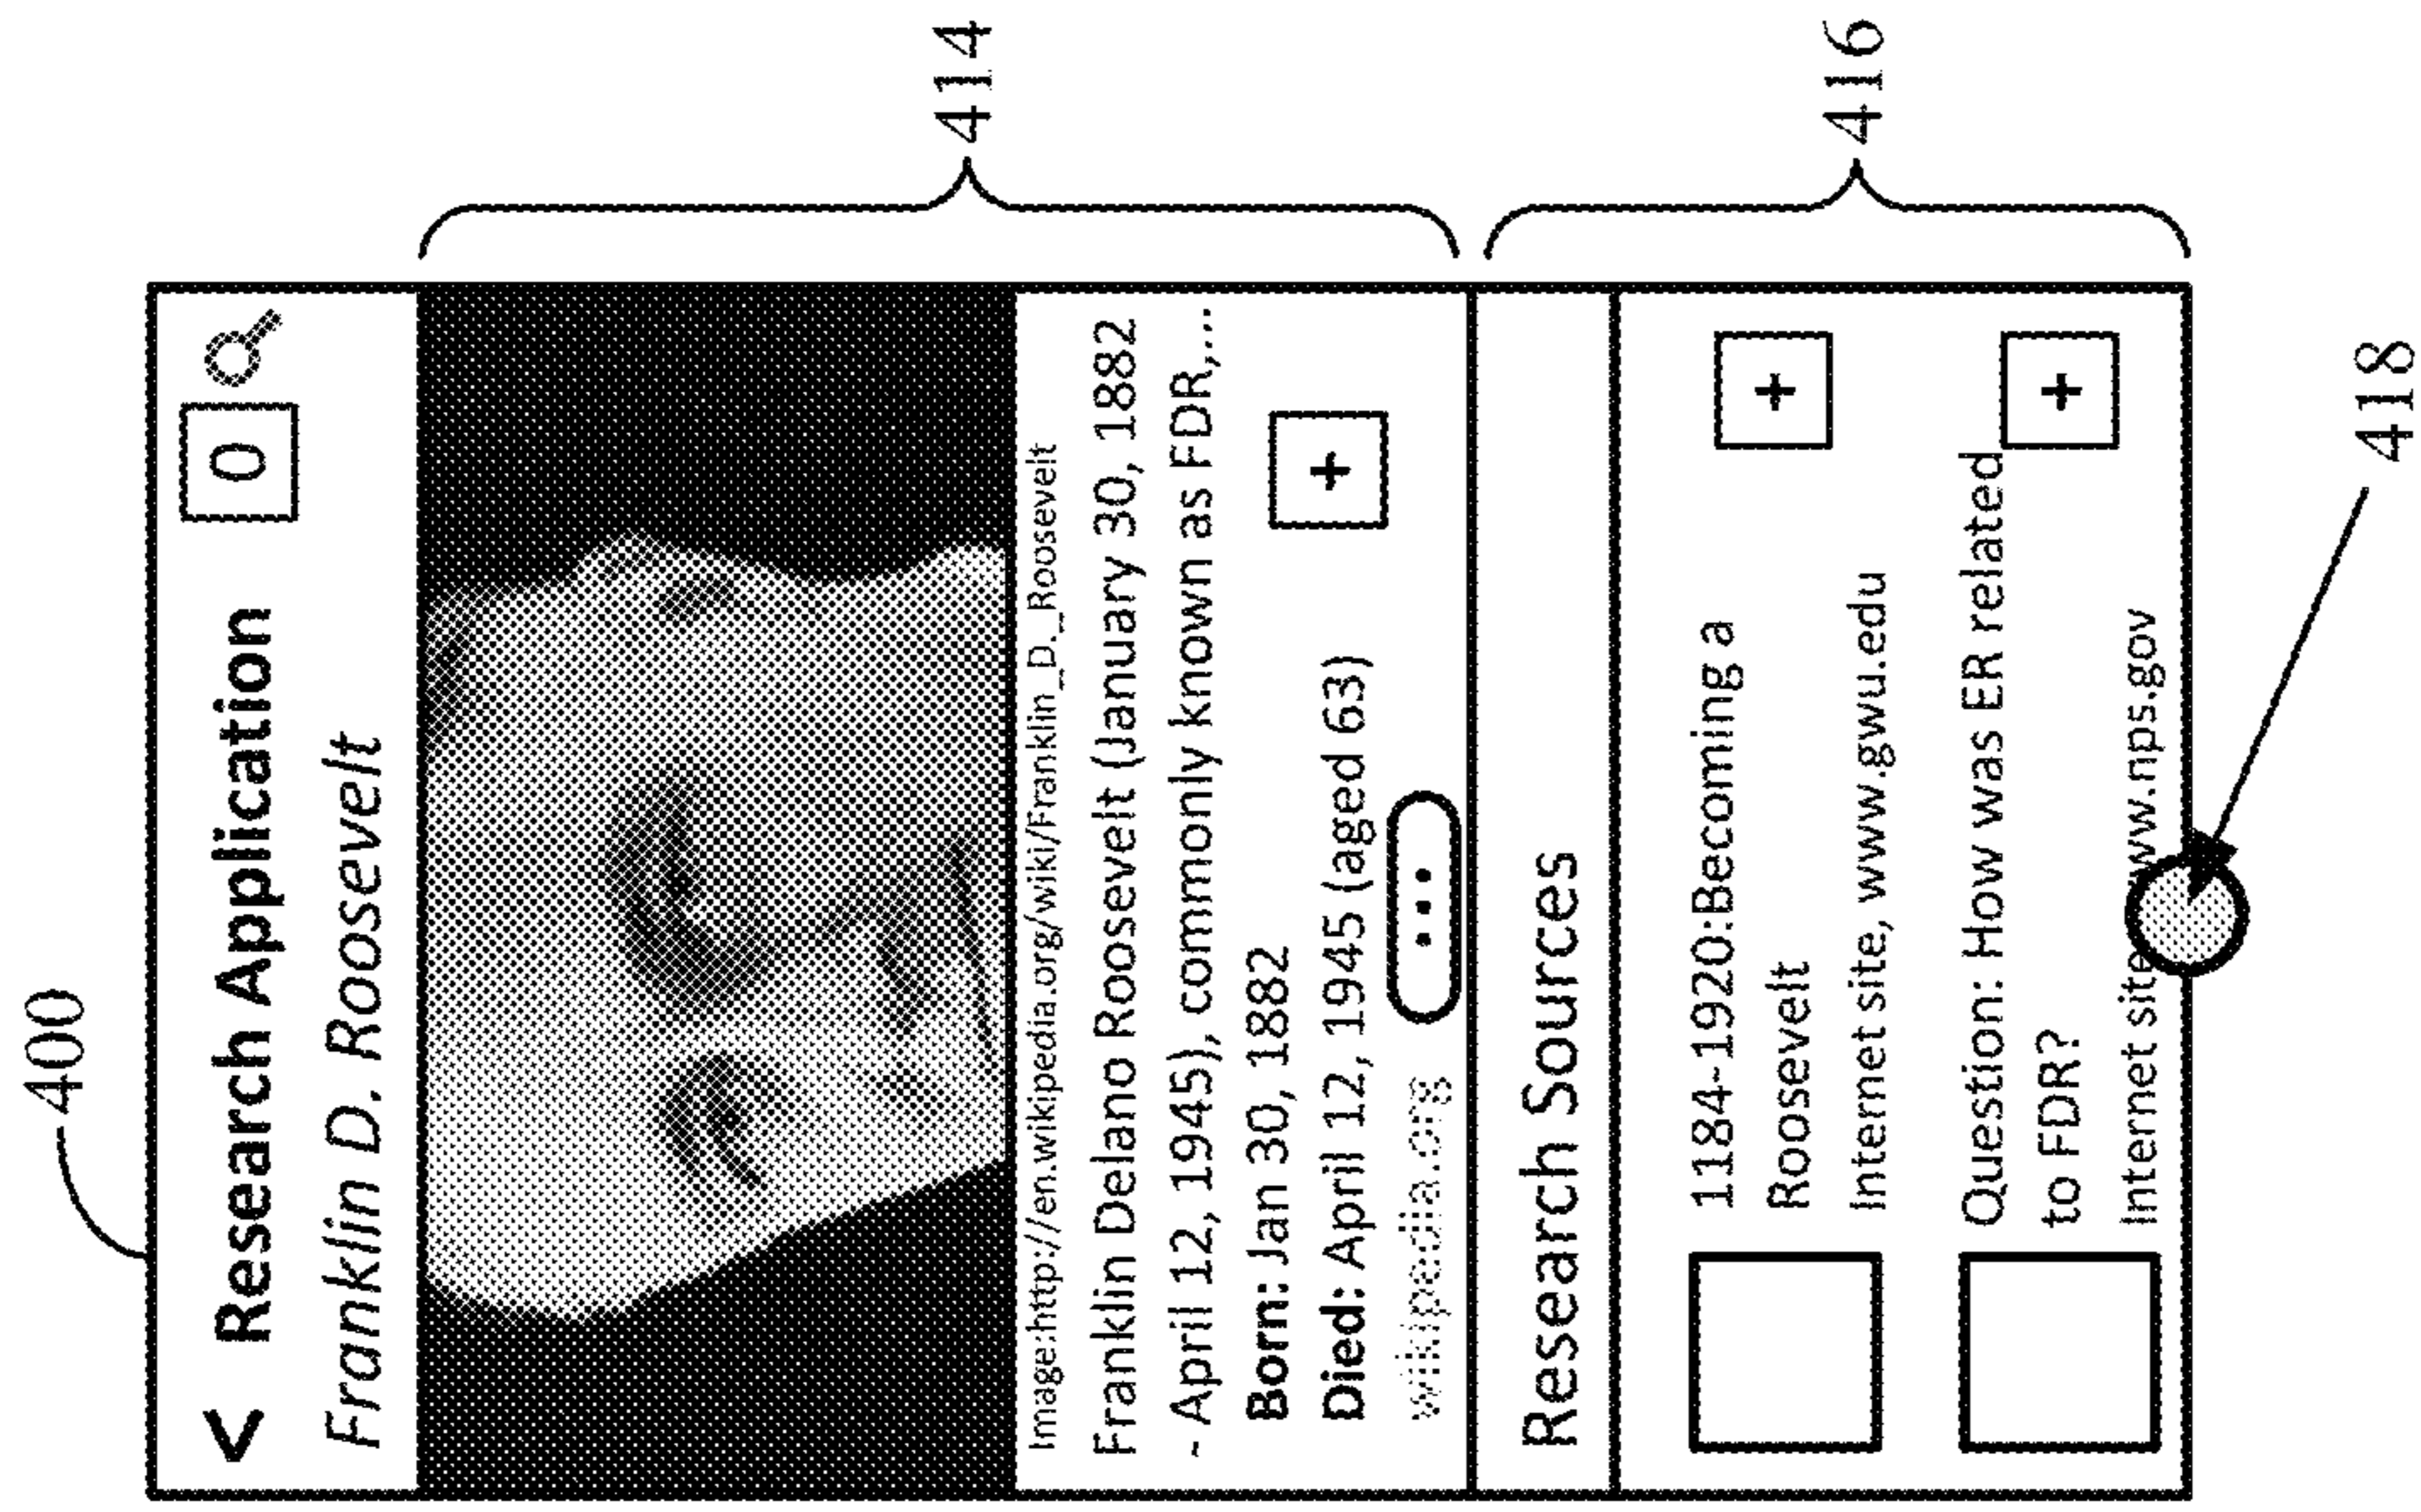 400
< Research Application 0
Franklin D. Roosevelt
Image:http://en.wikipedia.org/wiki/Franklin_D._Roosevelt
Franklin Delano Roosevelt (January 30, 1882
- April 12, 1945), commonly known as FDR,...
Born: Jan 30, 1882
+
Died: April 12, 1945 (aged 63)
wikipedia.org
...
414
Research Sources
1184-1920:Becoming a
Roosevelt
+
Internet site, www.gwu.edu
Question: How was ER related
to FDR?
+
Internet site www.nps.gov
416
418